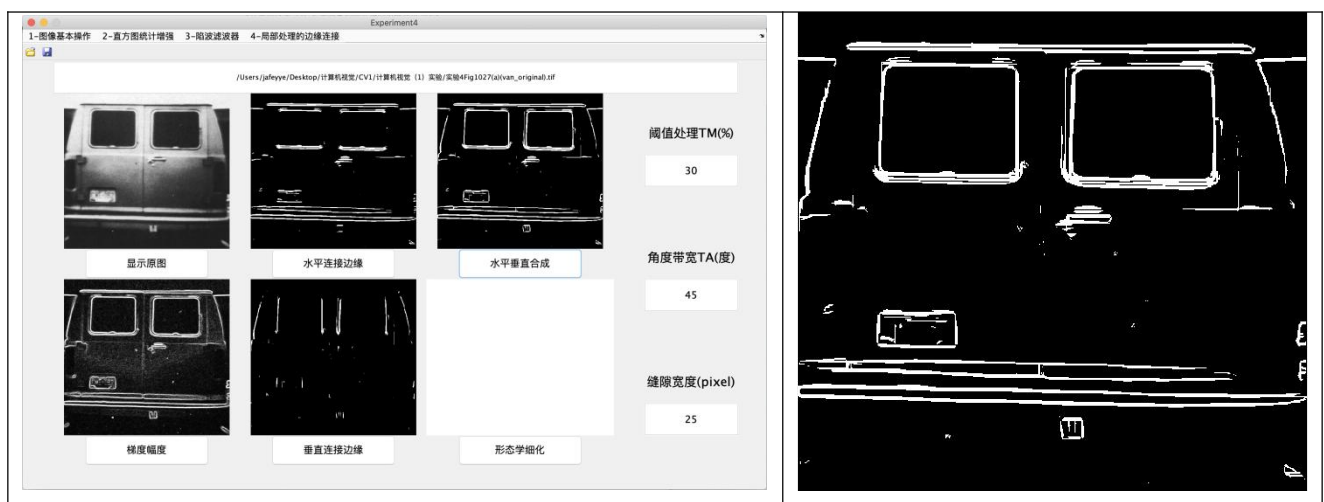 Experiment4
1-图像基本操作 2-直方图统计增强 3-陷波滤波器 4-局部处理的边缘连接
/Users/jafeyye/Desktop/计算机视觉/CV1/计算机视觉（1）实验/实验4Fig1027(a)(van_original).tif
阈值处理TM(%)
30
显示原图 水平连接边缘 水平垂直合成
角度带宽TA(度)
45
缝隙宽度(pixel)
25
梯度幅度 垂直连接边缘 形态学细化